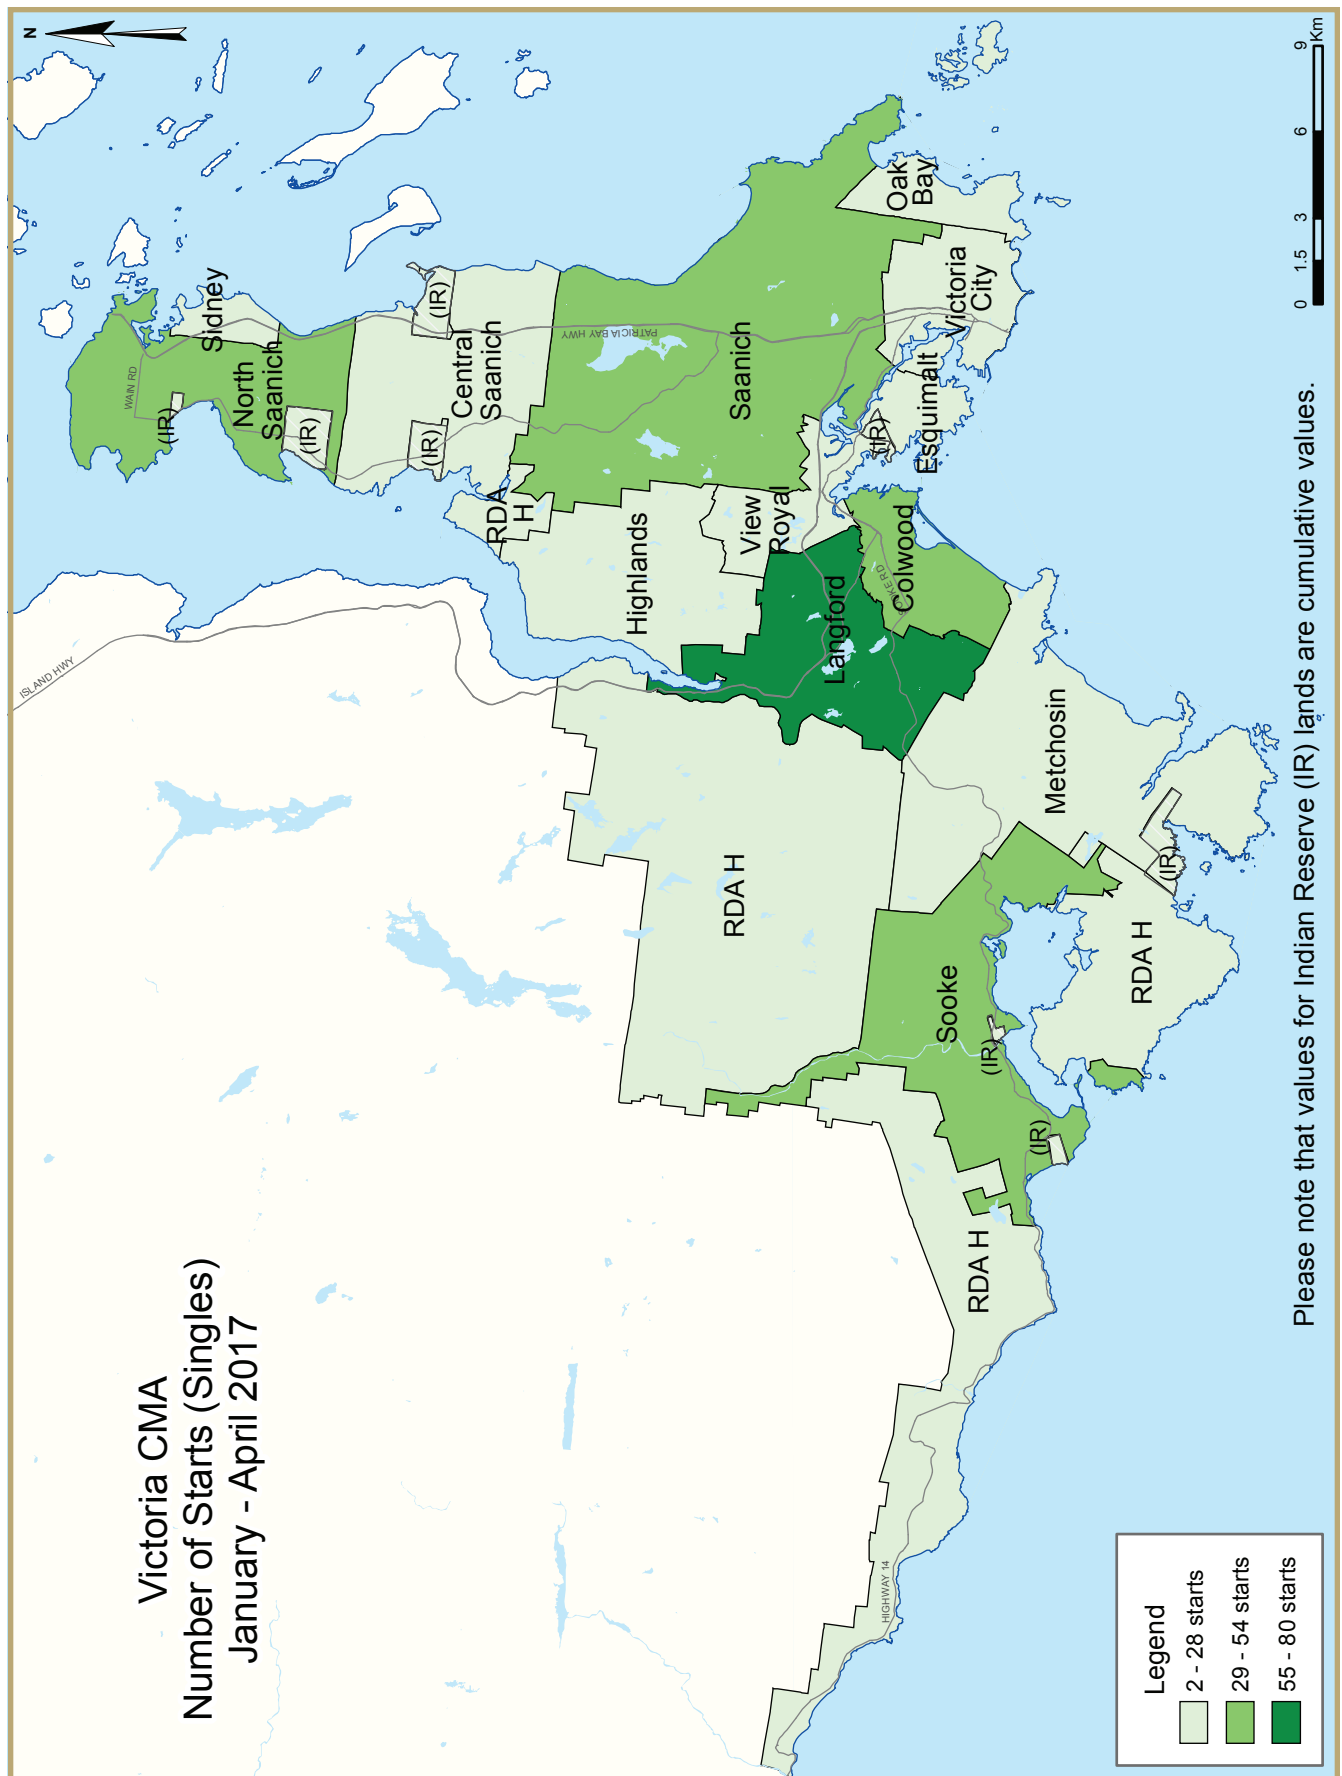 Victoria CMA
Number of Starts (Singles)
January - April 2017
N
ISLAND HWY
WAIN RD
(IR)
North
Saanich
Sidney
(IR)
(IR)
Central
Saanich
(IR)
RDA
H
PATRICIA BAY HWY
Saanich
Highlands
View
Royal
Oak
Bay
Victoria
City
Esquimalt
(IR)
Langford
SOOKE RD
Colwood
RDA H
Metchosin
Sooke
(IR)
(IR)
(IR)
RDA H
RDA H
HIGHWAY 14
Legend
2 - 28 starts
29 - 54 starts
55 - 80 starts
0 1.5 3 6 9
Km
Please note that values for Indian Reserve (IR) lands are cumulative values.